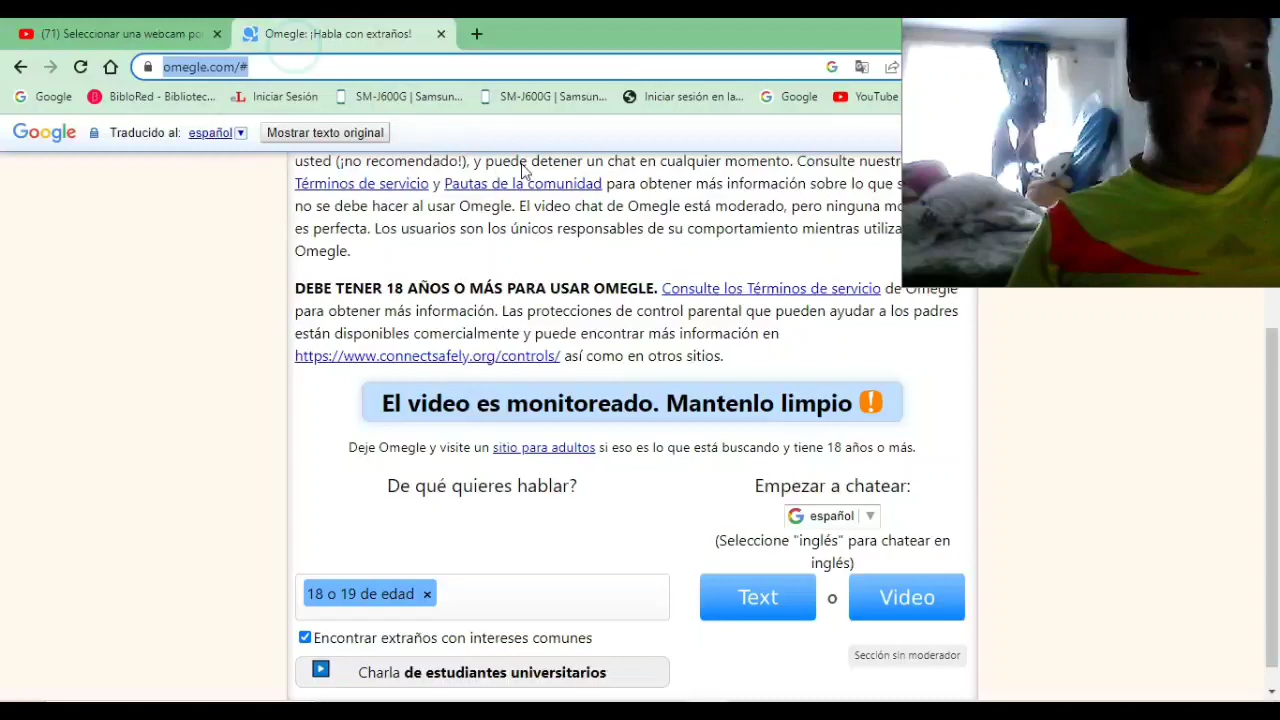 (71) Seleccionar una webcam po
Omegle: ¡Habla con extraños!
omegle.com/#
Google
BibloRed - Bibliotec...
Iniciar Sesión
SM-J600G | Samsun...
SM-J600G | Samsun...
Iniciar sesión en la...
Google
YouTube
Google Traducido al: español Mostrar texto original
usted (¡no recomendado!), y puede detener un chat en cualquier momento. Consulte nuestr
Términos de servicio y Pautas de la comunidad para obtener más información sobre lo que s
no se debe hacer al usar Omegle. El video chat de Omegle está moderado, pero ninguna mo
es perfecta. Los usuarios son los únicos responsables de su comportamiento mientras utiliza
Omegle.
DEBE TENER 18 AÑOS O MÁS PARA USAR OMEGLE. Consulte los Términos de servicio de Omegle
para obtener más información. Las protecciones de control parental que pueden ayudar a los padres
están disponibles comercialmente y puede encontrar más información en
https://www.connectsafely.org/controls/ así como en otros sitios.
El video es monitoreado. Mantenlo limpio
Deje Omegle y visite un sitio para adultos si eso es lo que está buscando y tiene 18 años o más.
De qué quieres hablar?
Empezar a chatear:
español
(Seleccione "inglés" para chatear en
inglés)
18 o 19 de edad
Text o Video
Encontrar extraños con intereses comunes
Sección sin moderador
Charla de estudiantes universitarios